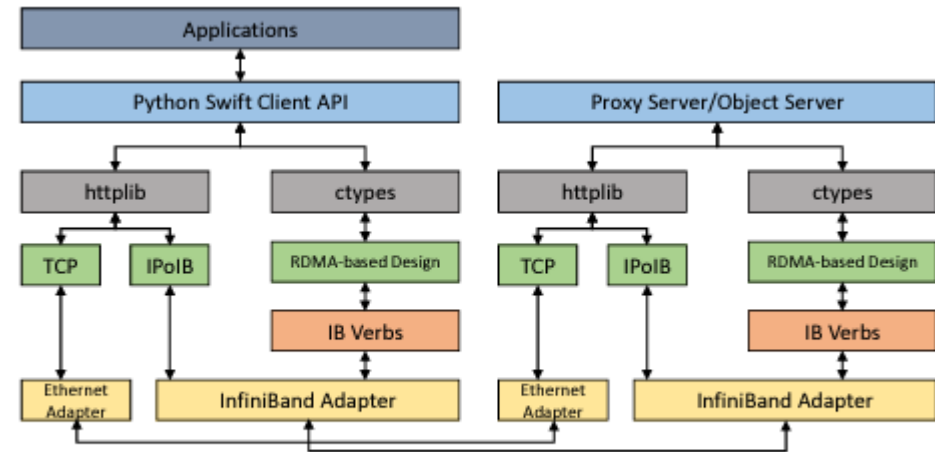 Applications
Python Swift Client API
Proxy Server/Object Server
httplib
ctypes
httplib
ctypes
TCP
IPoIB
RDMA-based Design
TCP
IPoIB
RDMA-based Design
IB Verbs
IB Verbs
Ethernet
Adapter
InfiniBand Adapter
Ethernet
Adapter
InfiniBand Adapter